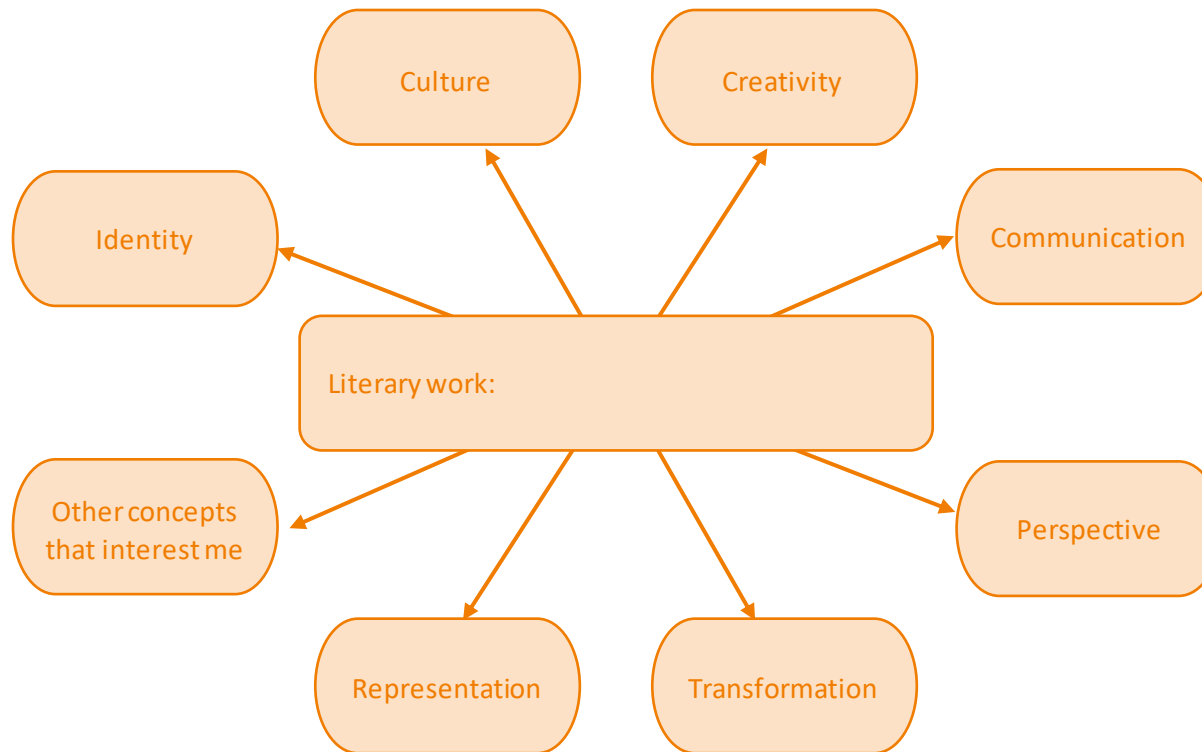 Culture
Creativity
Identity
Communication
Literary work:
Other concepts
that interest me
Perspective
Representation
Transformation